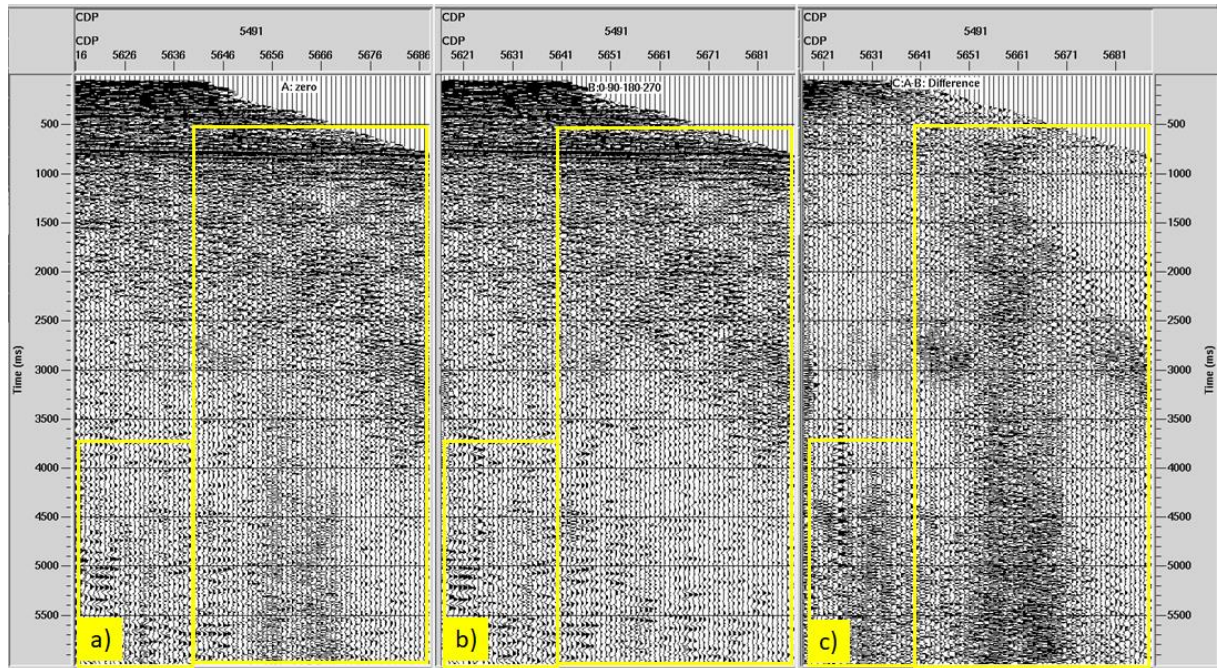 CDP
5491
CDP
16 5626 5636 5646 5656 5666 5676 5686
A: zero
CDP
5491
CDP
5621 5631 5641 5651 5661 5671 5681
B:0-90-180-270
CDP
5491
CDP
5621 5631 5641 5651 5661 5671 5681
C:A-B: Difference
Time (ms)
500
1000
1500
2000
2500
3000
3500
4000
4500
5000
5500
500
1000
1500
2000
2500
3000
3500
4000
4500
5000
5500
Time (ms)
a)
b)
c)